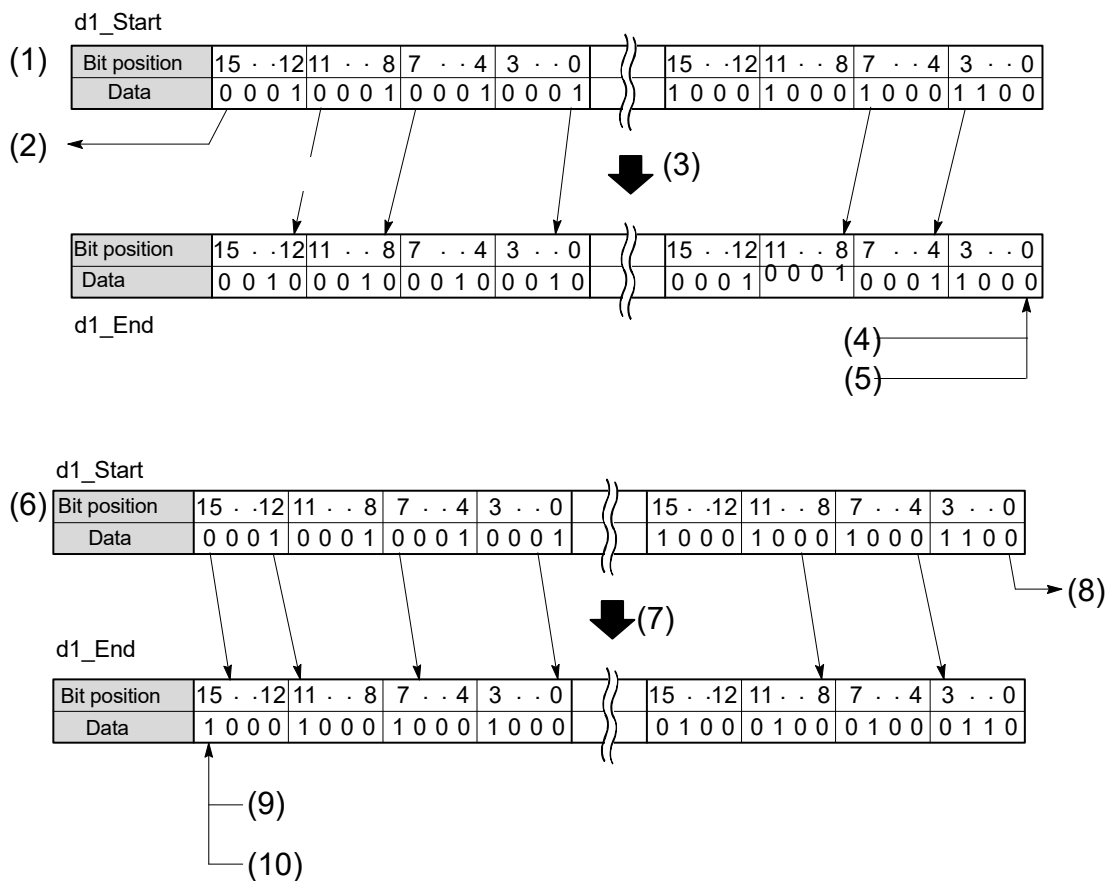 d1_Start
(1) Bit position 15 · ·12 11 · · 8 7 · · 4 3 · · 0 15 · ·12 11 · · 8 7 · · 4 3 · · 0
Data 0 0 0 1 0 0 0 1 0 0 0 1 0 0 0 1 1 0 0 0 1 0 0 0 1 0 0 0 1 1 0 0
(2)
(3)
Bit position 15 · ·12 11 · · 8 7 · · 4 3 · · 0 15 · ·12 11 · · 8 7 · · 4 3 · · 0
Data 0 0 1 0 0 0 1 0 0 0 1 0 0 0 1 0 0 0 0 1 0 0 0 1 0 0 0 1 1 0 0 0
d1_End
(4)
(5)
d1_Start
(6) Bit position 15 · ·12 11 · · 8 7 · · 4 3 · · 0 15 · ·12 11 · · 8 7 · · 4 3 · · 0
Data 0 0 0 1 0 0 0 1 0 0 0 1 0 0 0 1 1 0 0 0 1 0 0 0 1 0 0 0 1 1 0 0
(8)
(7)
d1_End
Bit position 15 · ·12 11 · · 8 7 · · 4 3 · · 0 15 · ·12 11 · · 8 7 · · 4 3 · · 0
Data 1 0 0 0 1 0 0 0 1 0 0 0 1 0 0 0 0 1 0 0 0 1 0 0 0 1 0 0 0 1 1 0
(9)
(10)